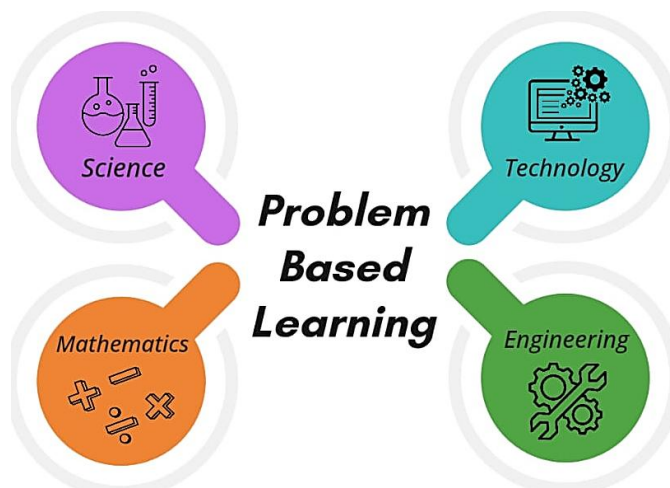 Science
Technology
Problem
Based
Learning
Mathematics
Engineering